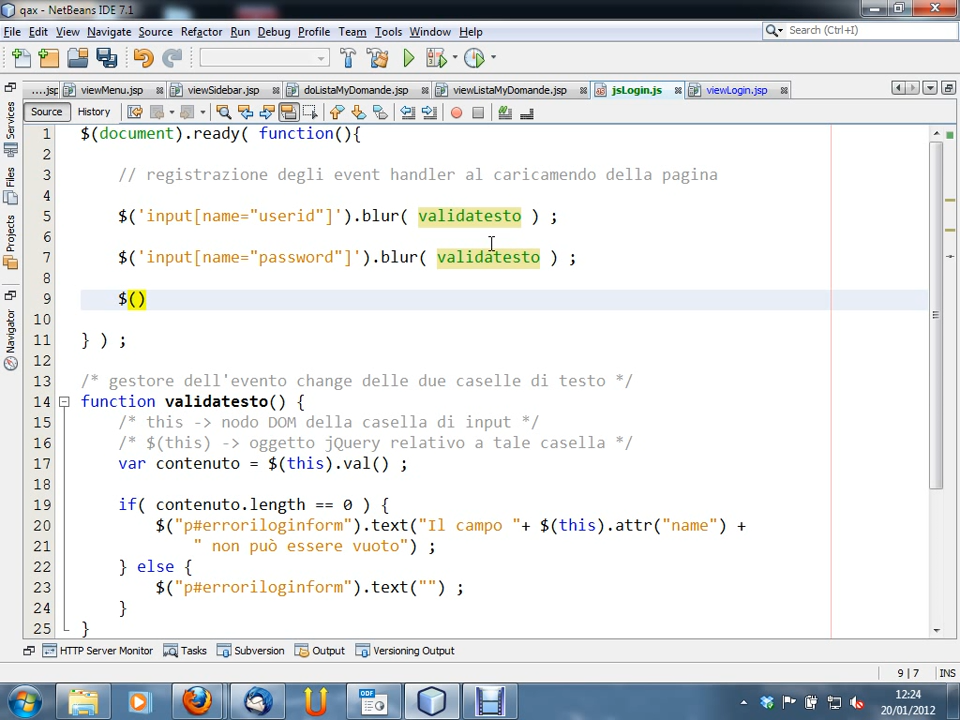 qax - NetBeans IDE 7.1
File Edit View Navigate Source Refactor Run Debug Profile Team Tools Window Help
Search (Ctrl+I)
....jsp viewMenu.jsp viewSidebar.jsp doListaMyDomande.jsp viewListaMyDomande.jsp jsLogin.js viewLogin.jsp
Source History
Services
Files
Projects
Navigator
1 $(document).ready( function(){
2
3 // registrazione degli event handler al caricamendo della pagina
4
5 $('input[name="userid"]').blur( validatesto ) ;
6
7 $('input[name="password"]').blur( validatesto ) ;
8
9 $()
10
11 } ) ;
12
13 /* gestore dell'evento change delle due caselle di testo */
14 function validatesto() {
15 /* this -> nodo DOM della casella di input */
16 /* $(this) -> oggetto jQuery relativo a tale casella */
17 var contenuto = $(this).val() ;
18
19 if( contenuto.length == 0 ) {
20 $("p#erroriloginform").text("Il campo "+ $(this).attr("name") +
21 " non può essere vuoto") ;
22 } else {
23 $("p#erroriloginform").text("") ;
24 }
25 }
HTTP Server Monitor Tasks Subversion Output Versioning Output
9 | 7 INS
ODF
12:24
20/01/2012